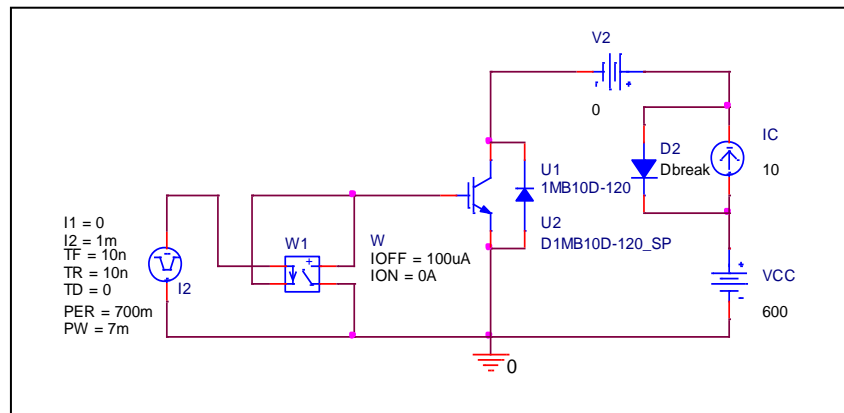 V2
0
D2
Dbreak
IC
10
U1
1MB10D-120
U2
D1MB10D-120_SP
W1
W
IOFF = 100uA
ION = 0A
I1 = 0
I2 = 1m
TF = 10n
TR = 10n
TD = 0
PER = 700m
PW = 7m
I2
VCC
600
0